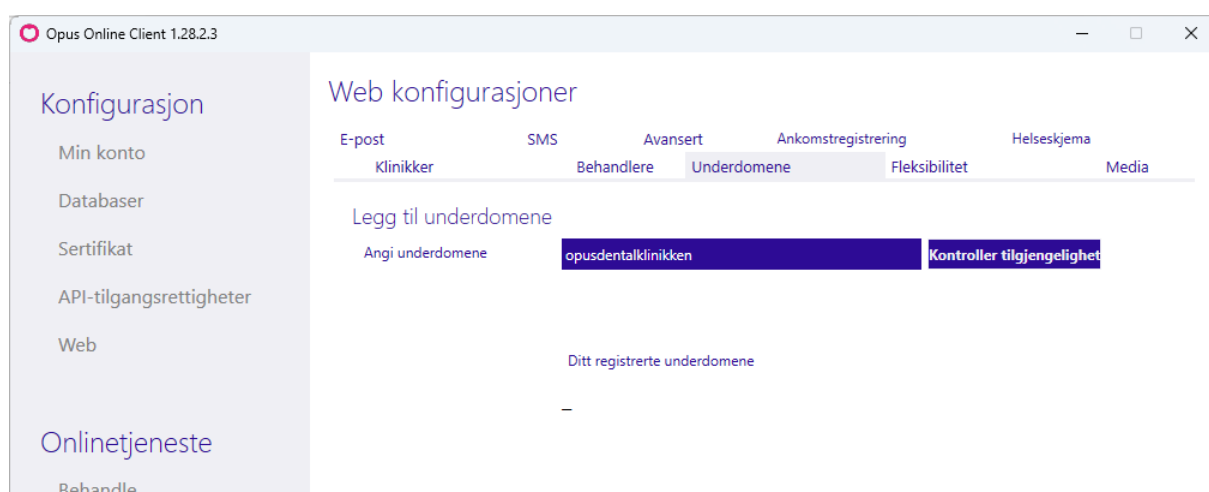 Opus Online Client 1.28.2.3
Konfigurasjon
Min konto
Databaser
Sertifikat
API-tilgangsrettigheter
Web
Onlinetjeneste
Behandle
Web konfigurasjoner
E-post SMS Avansert Ankomstregistrering Helseskjema
Klinikker Behandlere Underdomene Fleksibilitet Media
Legg til underdomene
Angi underdomene opusdentalklinikken Kontroller tilgjengelighet
Ditt registrerte underdomene
_